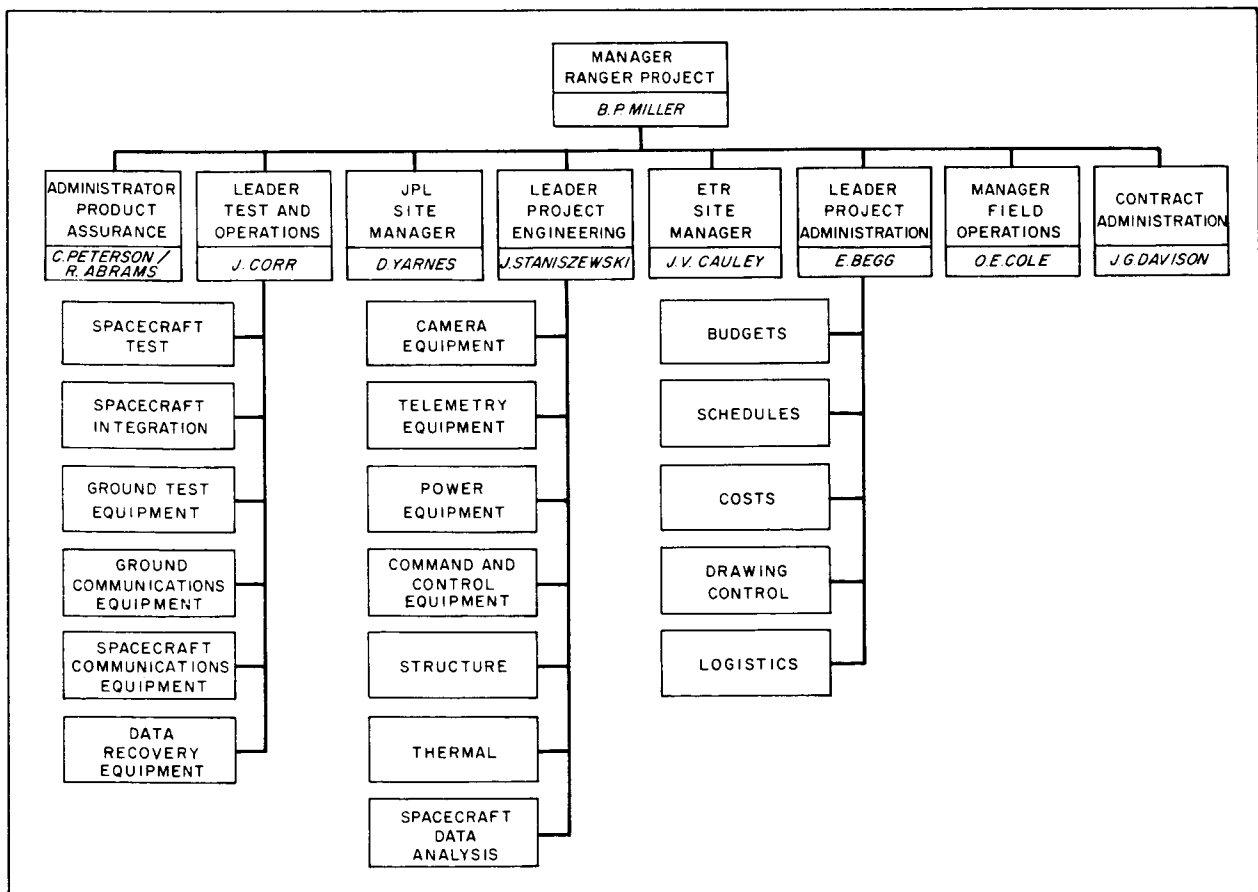 MANAGER
RANGER PROJECT
B.P. MILLER
ADMINISTRATOR
PRODUCT
ASSURANCE
C.PETERSON /
R. ABRAMS
LEADER
TEST AND
OPERATIONS
J. CORR
JPL
SITE
MANAGER
D.YARNES
LEADER
PROJECT
ENGINEERING
J.STANISZEWSKI
ETR
SITE
MANAGER
J.V. CAULEY
LEADER
PROJECT
ADMINISTRATION
E.BEGG
MANAGER
FIELD
OPERATIONS
O.E.COLE
CONTRACT
ADMINISTRATION
J.G.DAVISON
SPACECRAFT
TEST
SPACECRAFT
INTEGRATION
GROUND TEST
EQUIPMENT
GROUND
COMMUNICATIONS
EQUIPMENT
SPACECRAFT
COMMUNICATIONS
EQUIPMENT
DATA
RECOVERY
EQUIPMENT
CAMERA
EQUIPMENT
TELEMETRY
EQUIPMENT
POWER
EQUIPMENT
COMMAND AND
CONTROL
EQUIPMENT
STRUCTURE
THERMAL
SPACECRAFT
DATA
ANALYSIS
BUDGETS
SCHEDULES
COSTS
DRAWING
CONTROL
LOGISTICS